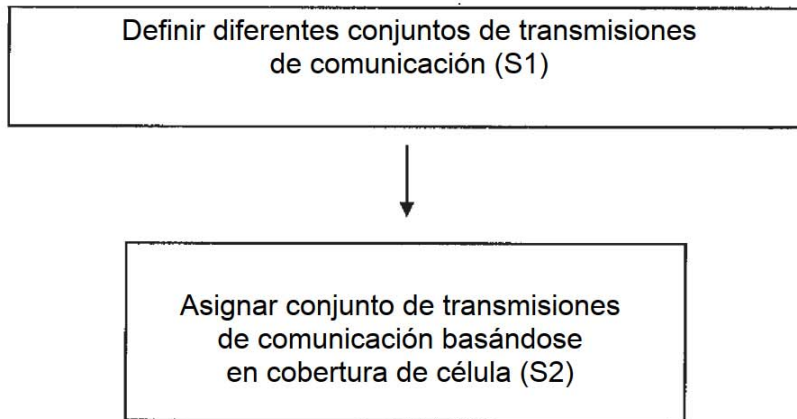 Definir diferentes conjuntos de transmisiones
de comunicación (S1)
Asignar conjunto de transmisiones
de comunicación basándose
en cobertura de célula (S2)